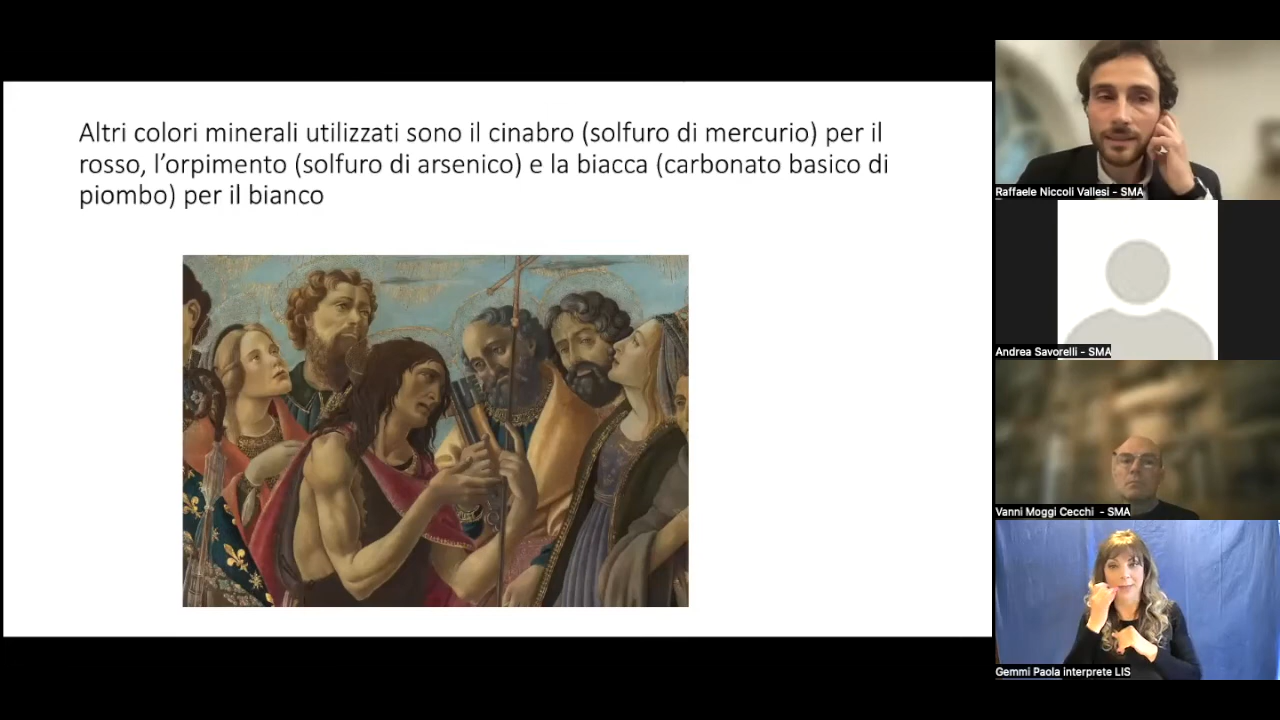 Altri colori minerali utilizzati sono il cinabro (solfuro di mercurio) per il
rosso, l’orpimento (solfuro di arsenico) e la biacca (carbonato basico di
piombo) per il bianco
Raffaele Niccoli Vallesi - SMA
Andrea Savorelli - SMA
Vanni Moggi Cecchi - SMA
Gemmi Paola interprete LIS